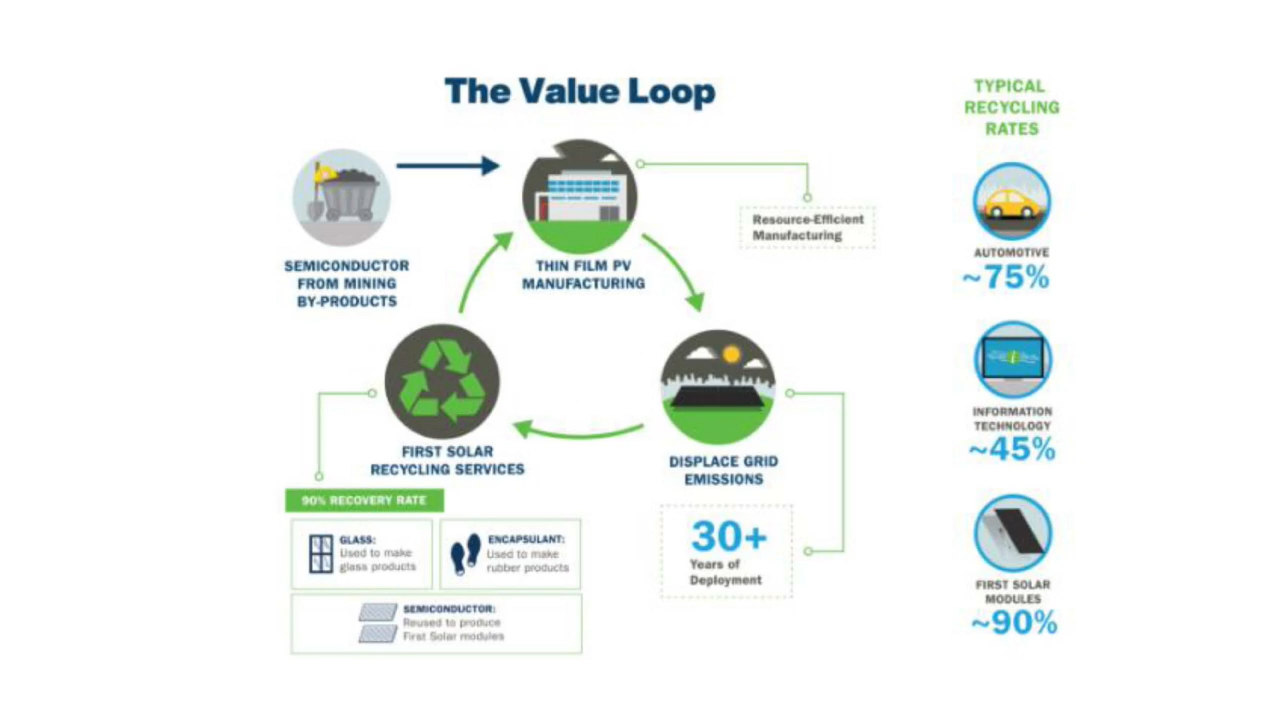 The Value Loop
SEMICONDUCTOR
FROM MINING
BY-PRODUCTS
THIN FILM PV
MANUFACTURING
Resource-Efficient
Manufacturing
FIRST SOLAR
RECYCLING SERVICES
DISPLACE GRID
EMISSIONS
90% RECOVERY RATE
GLASS:
Used to make
glass products
ENCAPSULANT:
Used to make
rubber products
SEMICONDUCTOR:
Reused to produce
First Solar modules
30+
Years of
Deployment
TYPICAL
RECYCLING
RATES
AUTOMOTIVE
~75%
INFORMATION
TECHNOLOGY
~45%
FIRST SOLAR
MODULES
~90%